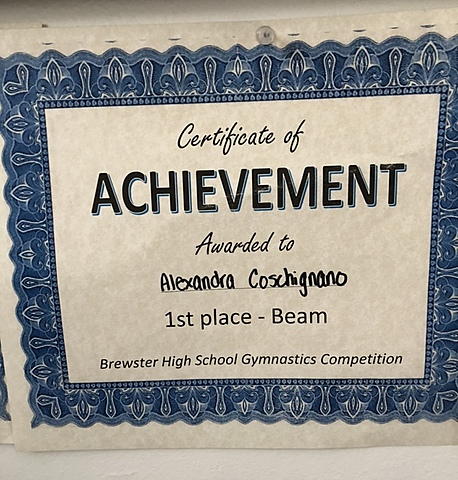 Certificate of
ACHIEVEMENT
Awarded to
Alexandra Coschignano
1st place - Beam
Brewster High School Gymnastics Competition